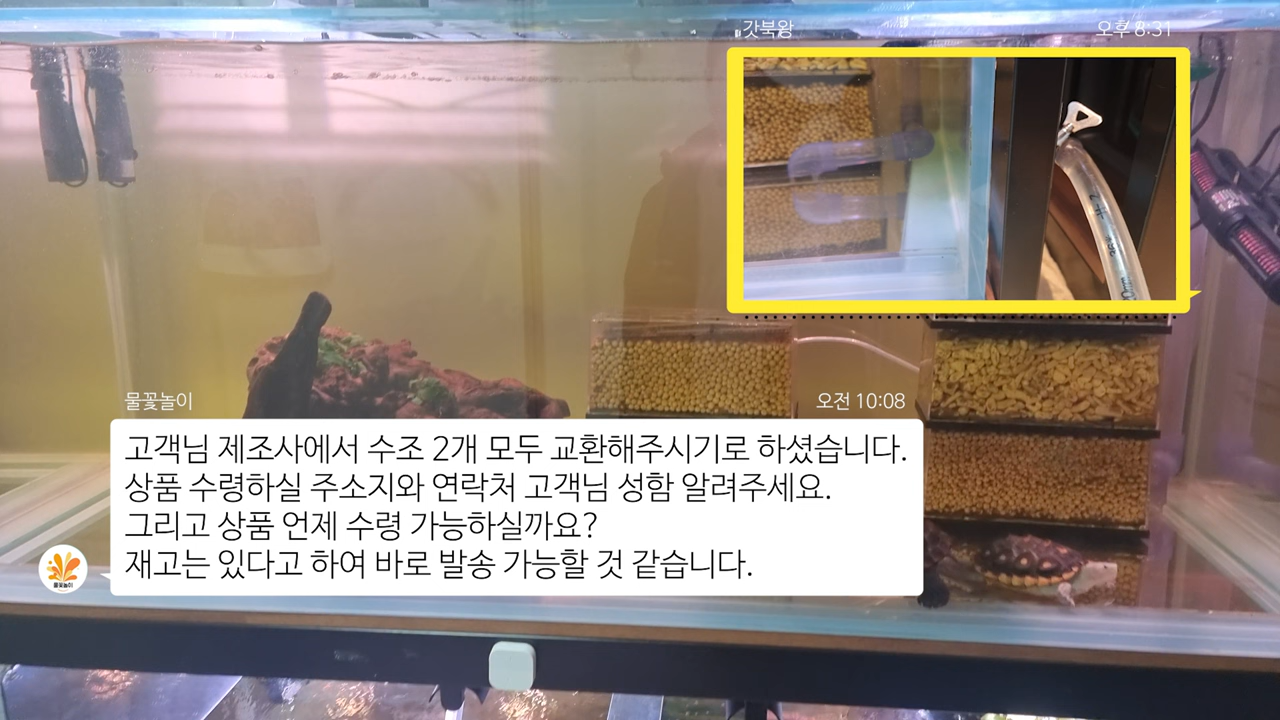 갓북왕
오후 8:31
물꽃놀이
오전 10:08
고객님 제조사에서 수조 2개 모두 교환해주시기로 하셨습니다.
상품 수령하실 주소지와 연락처 고객님 성함 알려주세요.
그리고 상품 언제 수령 가능하실까요?
재고는 있다고 하여 바로 발송 가능할 것 같습니다.
물꽃놀이